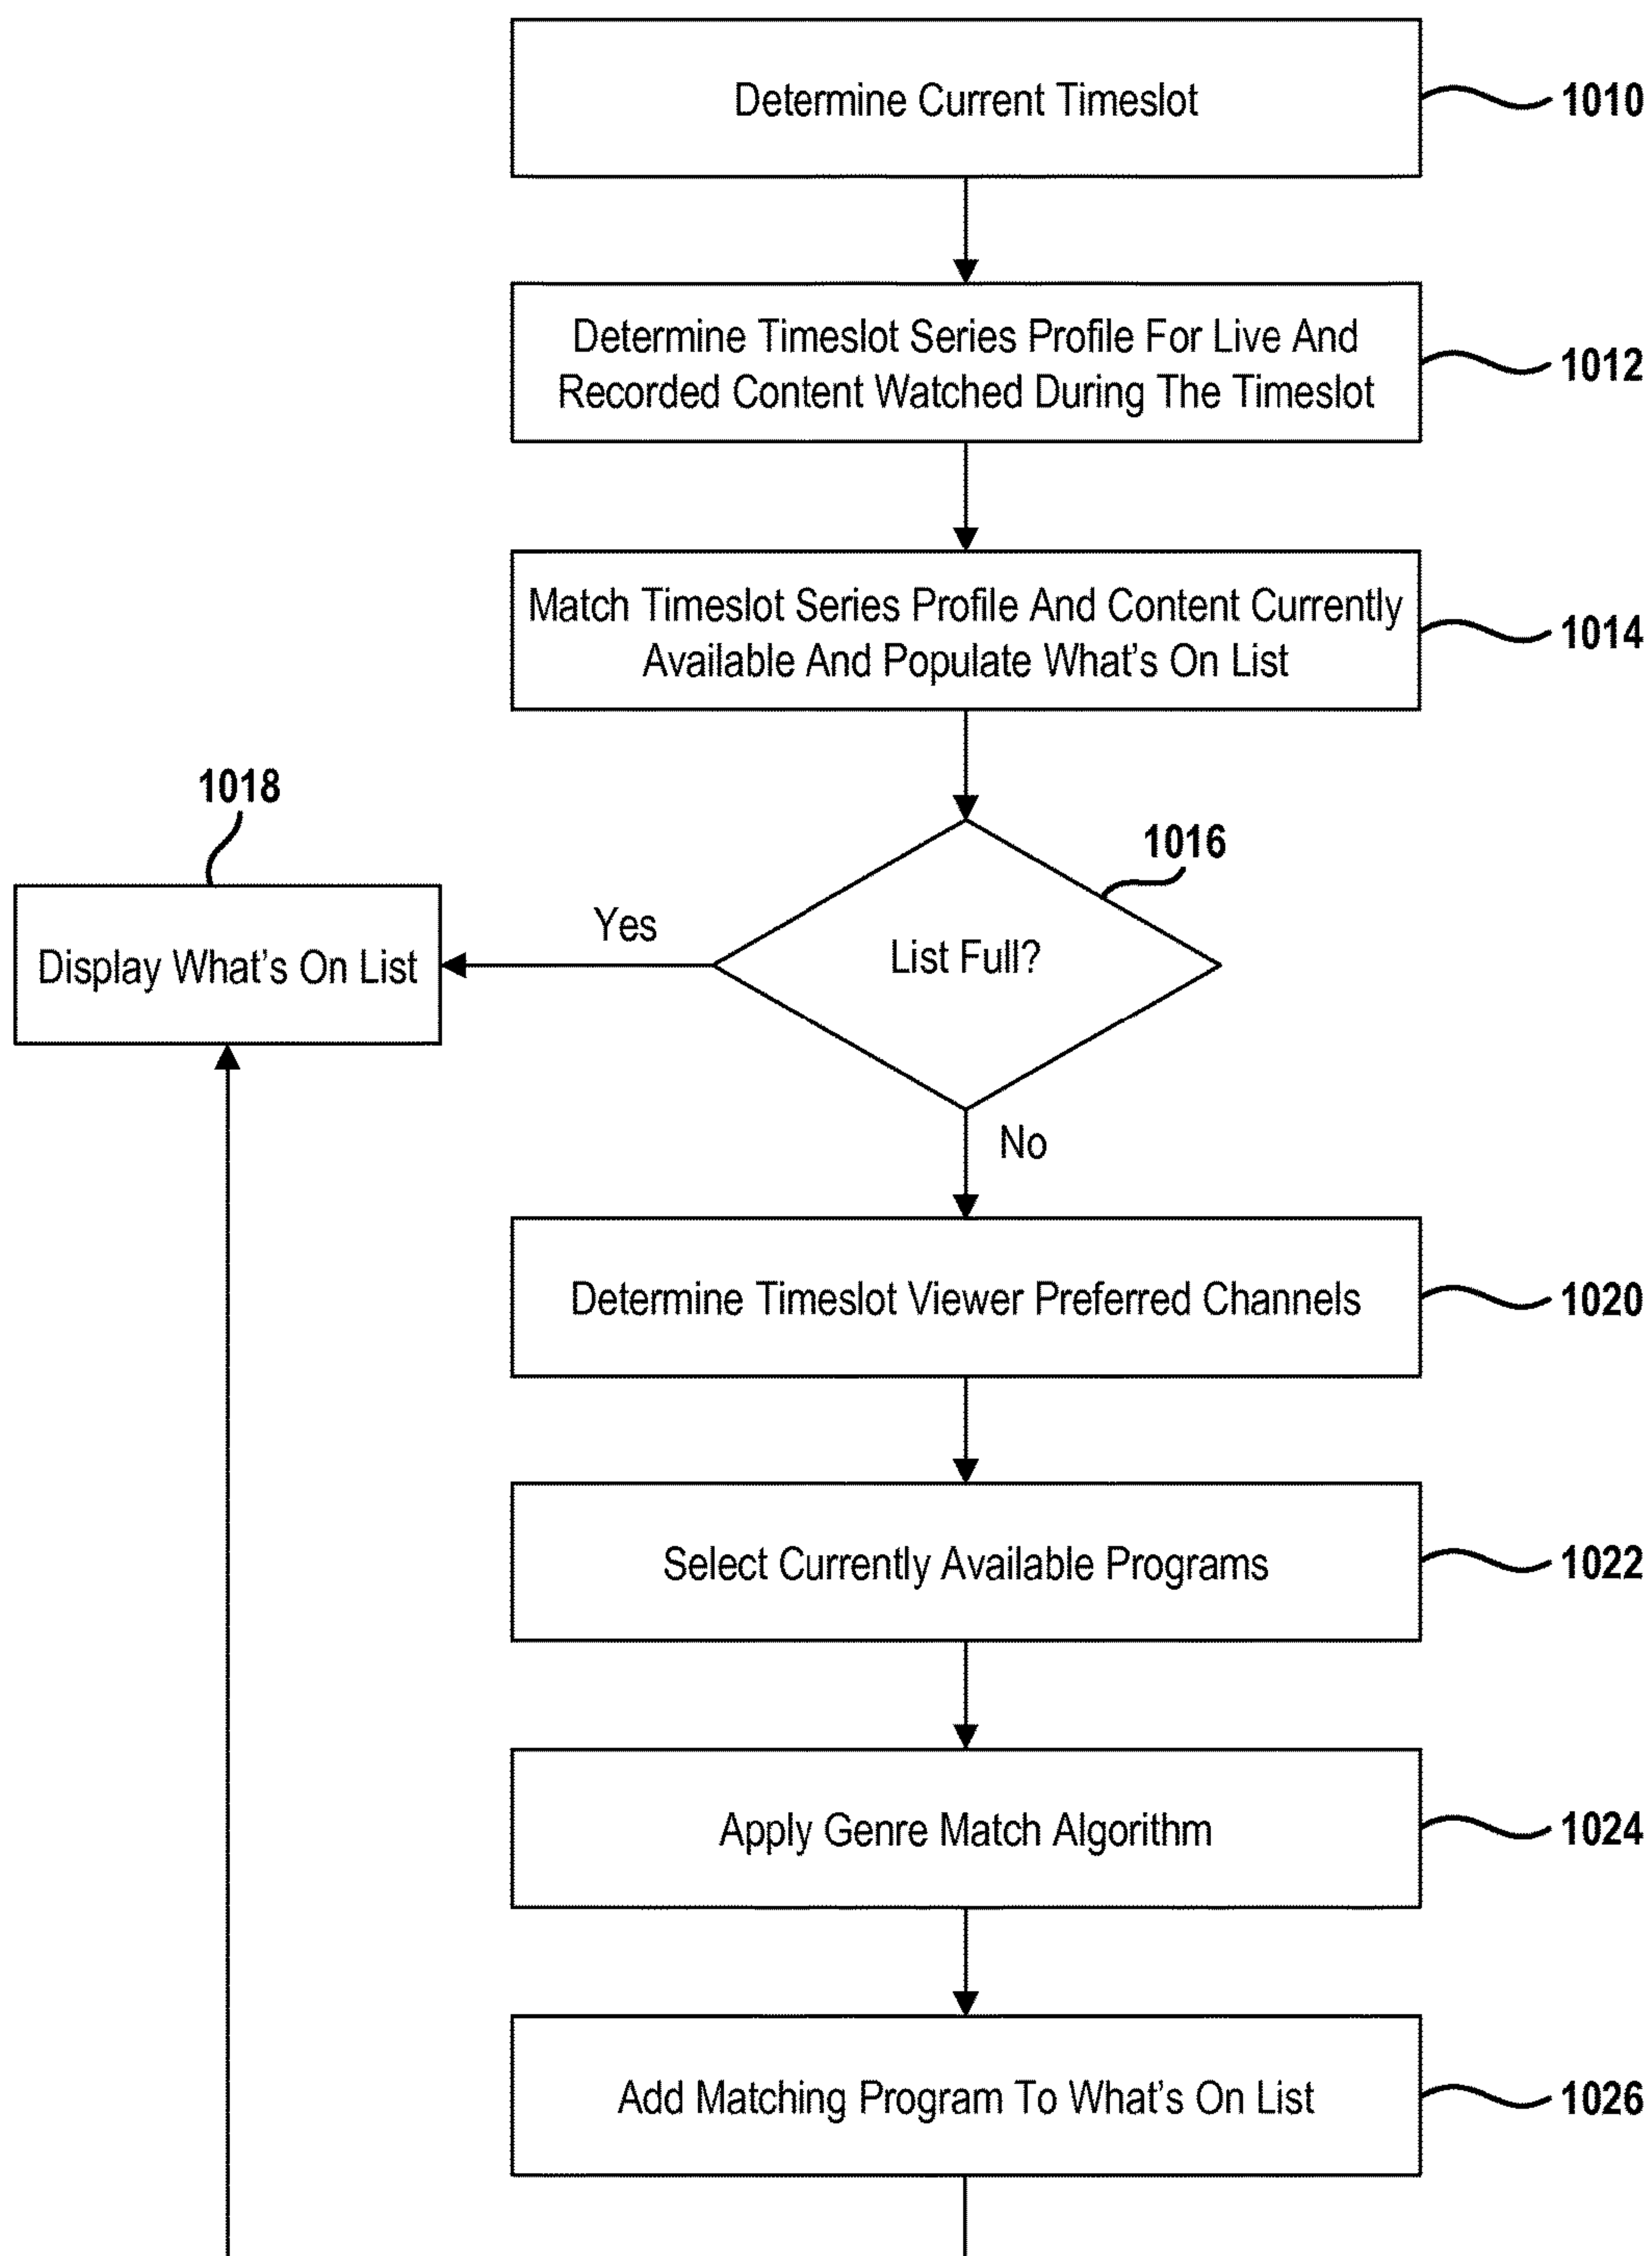 Determine Current Timeslot
1010
Determine Timeslot Series Profile For Live And
Recorded Content Watched During The Timeslot
1012
Match Timeslot Series Profile And Content Currently
Available And Populate What's On List
1014
1018
1016
Display What's On List
Yes
List Full?
No
Determine Timeslot Viewer Preferred Channels
1020
Select Currently Available Programs
1022
Apply Genre Match Algorithm
1024
Add Matching Program To What's On List
1026